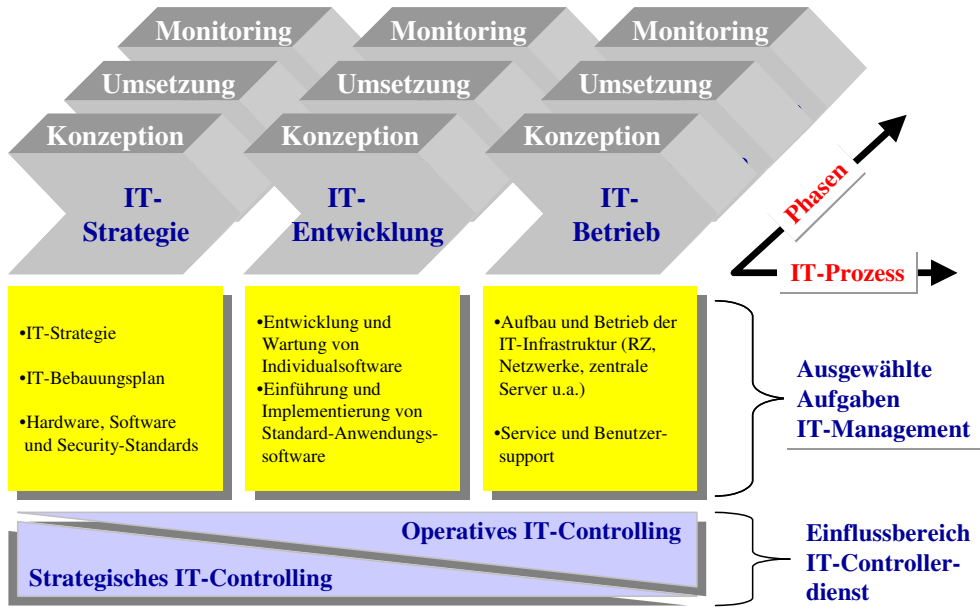 Monitoring
Monitoring
Monitoring
Umsetzung
Umsetzung
Umsetzung
Konzeption
Konzeption
Konzeption
IT-
Strategie
IT-
Entwicklung
IT-
Betrieb
Phasen
IT-Prozess
•IT-Strategie
•IT-Bebauungsplan
•Hardware, Software
und Security-Standards
•Entwicklung und
Wartung von
Individualsoftware
•Einführung und
Implementierung von
Standard-Anwendungs-
software
•Aufbau und Betrieb der
IT-Infrastruktur (RZ,
Netzwerke, zentrale
Server u.a.)
•Service und Benutzer-
support
Ausgewählte
Aufgaben
IT-Management
Operatives IT-Controlling
Strategisches IT-Controlling
Einflussbereich
IT-Controller-
dienst